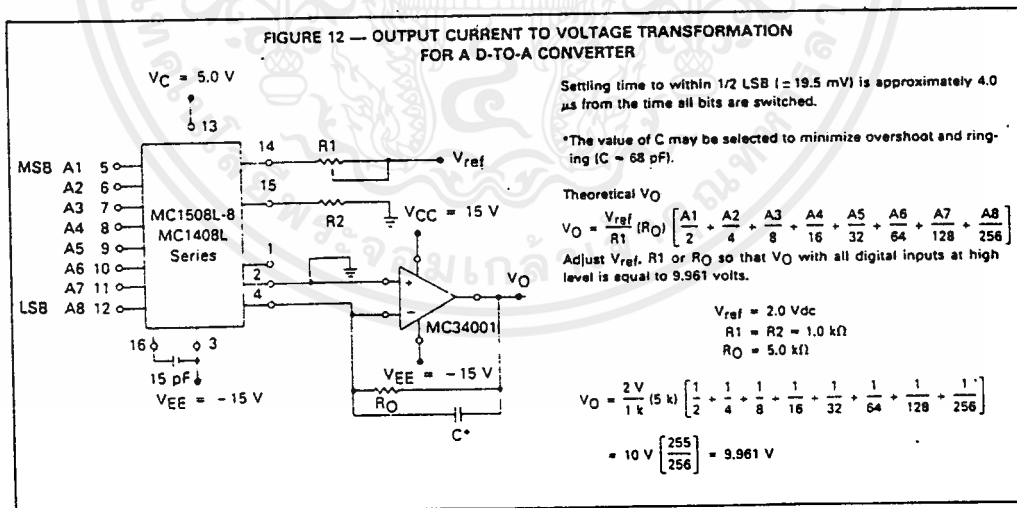 FIGURE 12 — OUTPUT CURRENT TO VOLTAGE TRANSFORMATION
FOR A D-TO-A CONVERTER
VC = 5.0 V
13
MSB A1 5
A2 6
A3 7
A4 8
A5 9
A6 10
A7 11
LSB A8 12
MC1508L-8
MC1408L
Series
14
15
1
2
4
16
3
15 pF
VEE = -15 V
R1
Vref
R2
VCC = 15 V
+
−
MC34001
VO
VEE = -15 V
RO
C*
Settling time to within 1/2 LSB (± 19.5 mV) is approximately 4.0
μs from the time all bits are switched.
*The value of C may be selected to minimize overshoot and ring-
ing (C ≈ 68 pF).
Theoretical VO
VO = Vref/R1 (RO) [A1/2 + A2/4 + A3/8 + A4/16 + A5/32 + A6/64 + A7/128 + A8/256]
Adjust Vref, R1 or RO so that VO with all digital inputs at high
level is equal to 9.961 volts.
Vref = 2.0 Vdc
R1 = R2 = 1.0 kΩ
RO = 5.0 kΩ
VO = 2 V/1 k (5 k) [1/2 + 1/4 + 1/8 + 1/16 + 1/32 + 1/64 + 1/128 + 1/256]
= 10 V [255/256] = 9.961 V